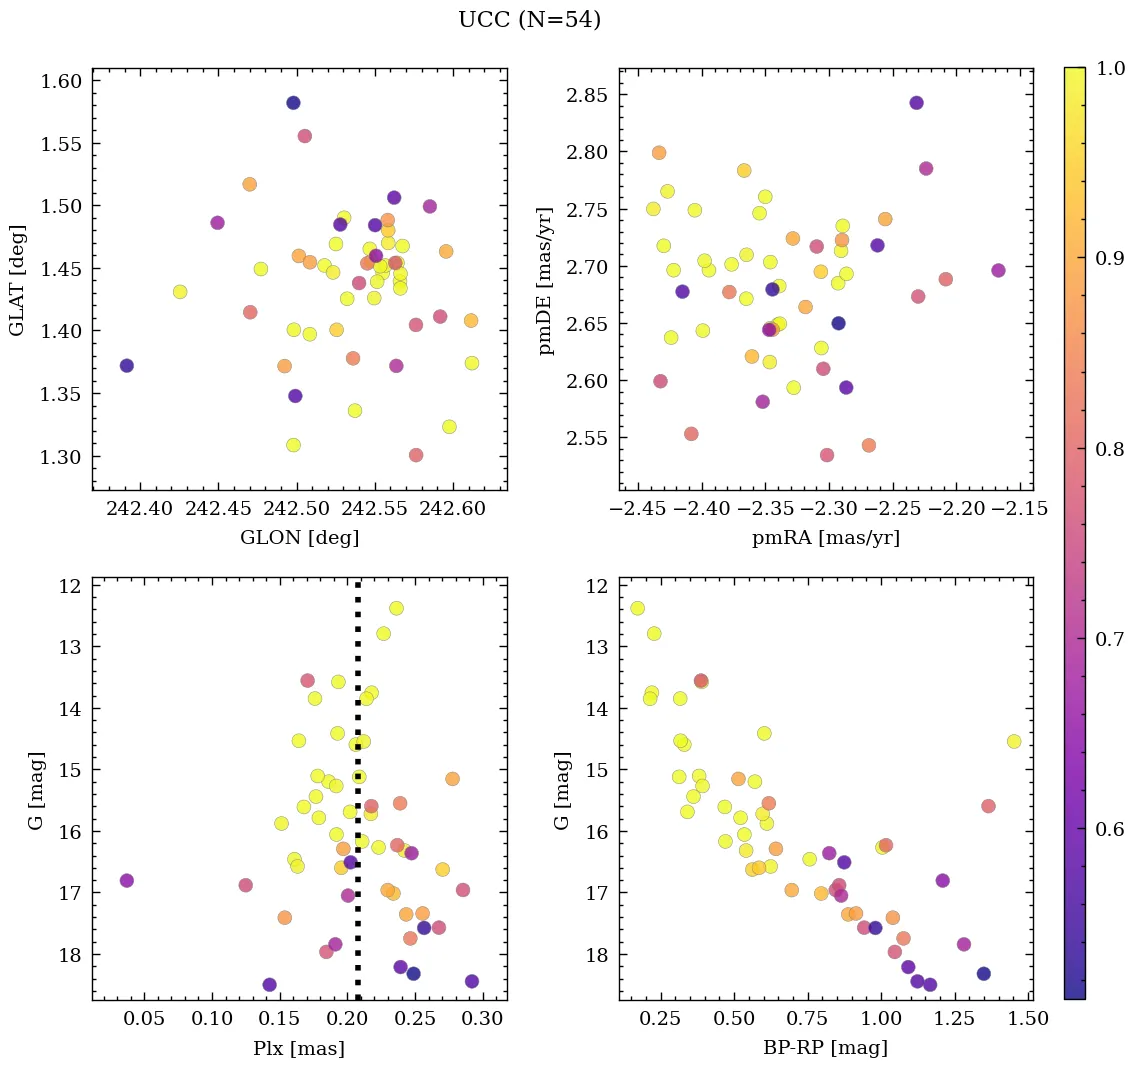 UCC (N=54)
1.60
1.55
1.50
1.45
1.40
1.35
1.30
GLAT [deg]
242.40 242.45 242.50 242.55 242.60
GLON [deg]
2.85
2.80
2.75
2.70
2.65
2.60
2.55
pmDE [mas/yr]
−2.45 −2.40 −2.35 −2.30 −2.25 −2.20 −2.15
pmRA [mas/yr]
1.0
0.9
0.8
0.7
0.6
12
13
14
15
16
17
18
G [mag]
0.05 0.10 0.15 0.20 0.25 0.30
Plx [mas]
12
13
14
15
16
17
18
G [mag]
0.25 0.50 0.75 1.00 1.25 1.50
BP-RP [mag]